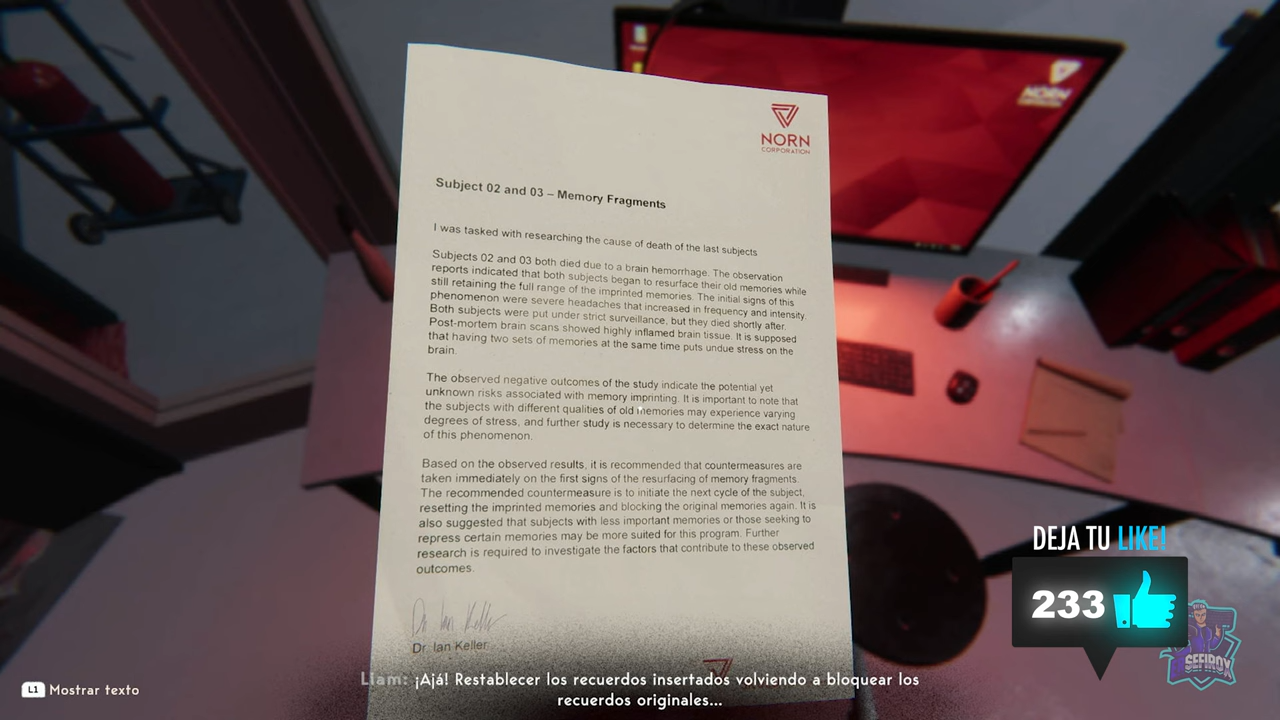 NORN
CORPORATION
NORN
Subject 02 and 03 – Memory Fragments
I was tasked with researching the cause of death of the last subjects
Subjects 02 and 03 both died due to a brain hemorrhage. The observation
reports indicated that both subjects began to resurface their old memories while
still retaining the full range of the imprinted memories. The initial signs of this
phenomenon were severe headaches that increased in frequency and intensity.
Both subjects were put under strict surveillance, but they died shortly after.
Post-mortem brain scans showed highly inflamed brain tissue. It is supposed
that having two sets of memories at the same time puts undue stress on the
brain.
The observed negative outcomes of the study indicate the potential yet
unknown risks associated with memory imprinting. It is important to note that
the subjects with different qualities of old memories may experience varying
degrees of stress, and further study is necessary to determine the exact nature
of this phenomenon.
Based on the observed results, it is recommended that countermeasures are
taken immediately on the first signs of the resurfacing of memory fragments.
The recommended countermeasure is to initiate the next cycle of the subject,
resetting the imprinted memories and blocking the original memories again. It is
also suggested that subjects with less important memories or those seeking to
repress certain memories may be more suited for this program. Further
research is required to investigate the factors that contribute to these observed
outcomes.
Dr Ian Keller
Dr. Ian Keller
DEJA TU LIKE!
233
SEFIROX
L1 Mostrar texto
Liam: ¡Ajá! Restablecer los recuerdos insertados volviendo a bloquear los
recuerdos originales...